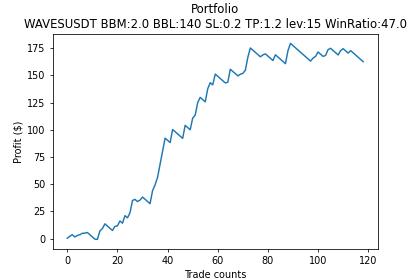 Portfolio
WAVESUSDT BBM:2.0 BBL:140 SL:0.2 TP:1.2 lev:15 WinRatio:47.0
175
150
125
100
75
50
25
0
Profit ($)
0 20 40 60 80 100 120
Trade counts